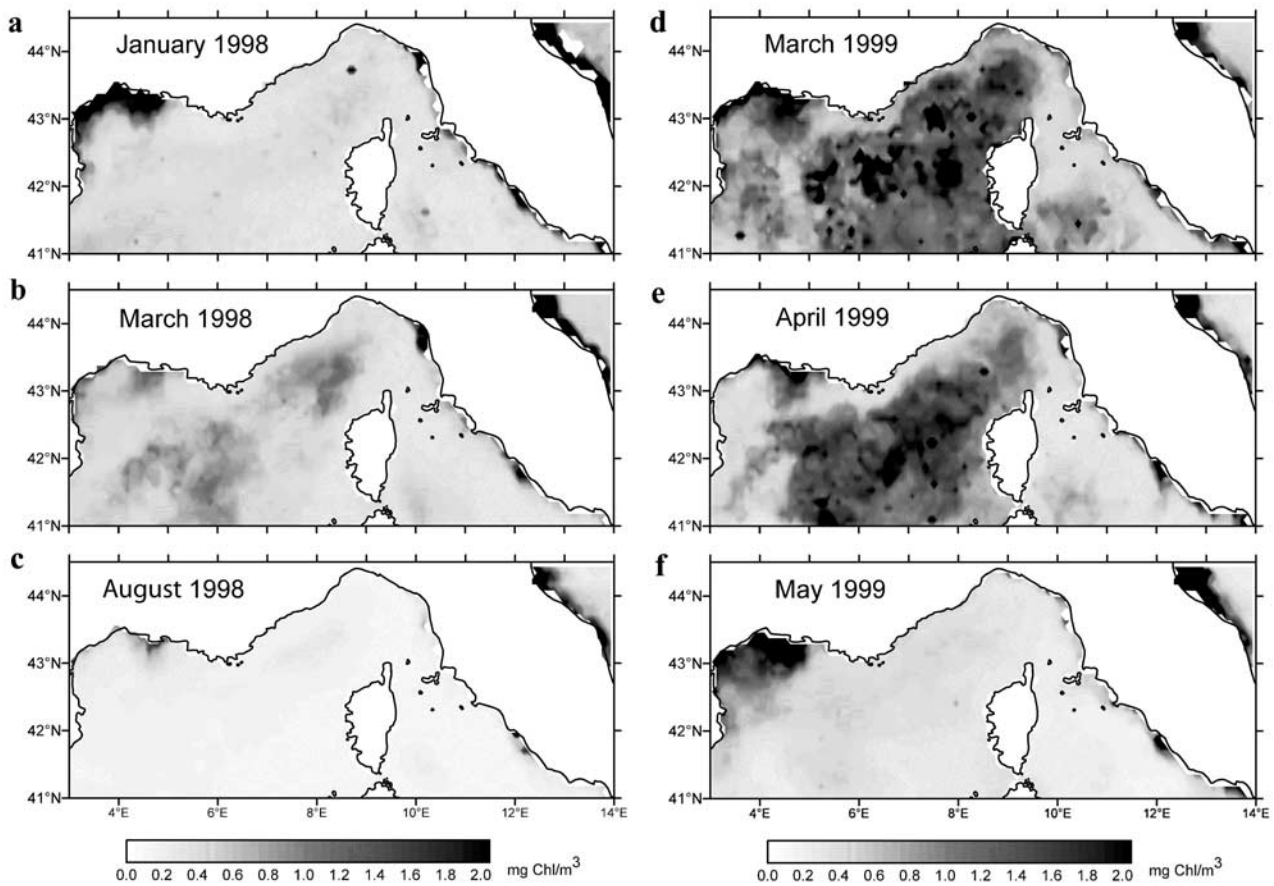 a
January 1998
44°N
43°N
42°N
41°N
b
March 1998
44°N
43°N
42°N
41°N
c
August 1998
44°N
43°N
42°N
41°N
4°E 6°E 8°E 10°E 12°E 14°E
0.0 0.2 0.4 0.6 0.8 1.0 1.2 1.4 1.6 1.8 2.0 mg Chl/m³
d
March 1999
44°N
43°N
42°N
41°N
e
April 1999
44°N
43°N
42°N
41°N
f
May 1999
44°N
43°N
42°N
41°N
4°E 6°E 8°E 10°E 12°E 14°E
0.0 0.2 0.4 0.6 0.8 1.0 1.2 1.4 1.6 1.8 2.0 mg Chl/m³